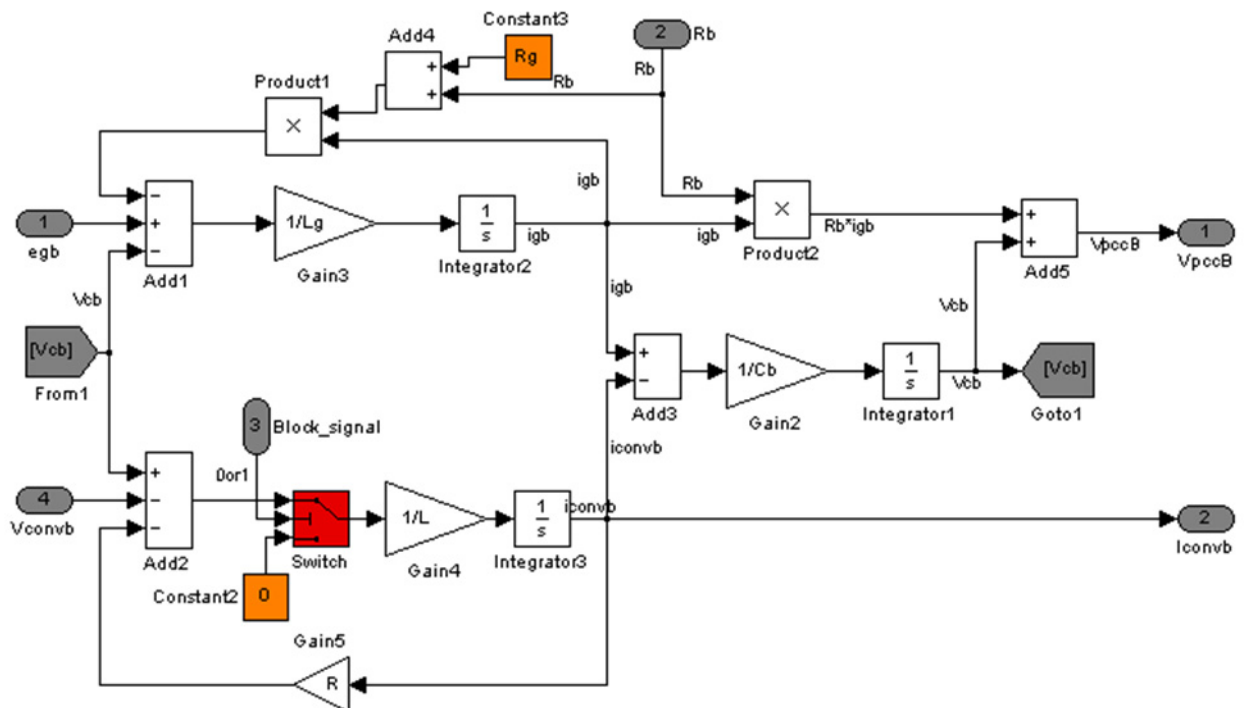 Constant3
Rg
2
Rb
Add4
+
+
Rb
Rb
Product1
×
igb
Rb
1
egb
−
+
−
Add1
1/Lg
Gain3
1
s
Integrator2
igb
igb
×
Product2
Rb*igb
+
+
Add5
VpccB
1
VpccB
Vcb
igb
Vcb
[Vcb]
From1
+
−
Add3
1/Cb
Gain2
1
s
Integrator1
Vcb
[Vcb]
Goto1
3
Block_signal
iconvb
4
Vconvb
+
−
−
Add2
0or1
Switch
1/L
Gain4
1
s
Integrator3
iconvb
2
Iconvb
Constant2
0
Gain5
R